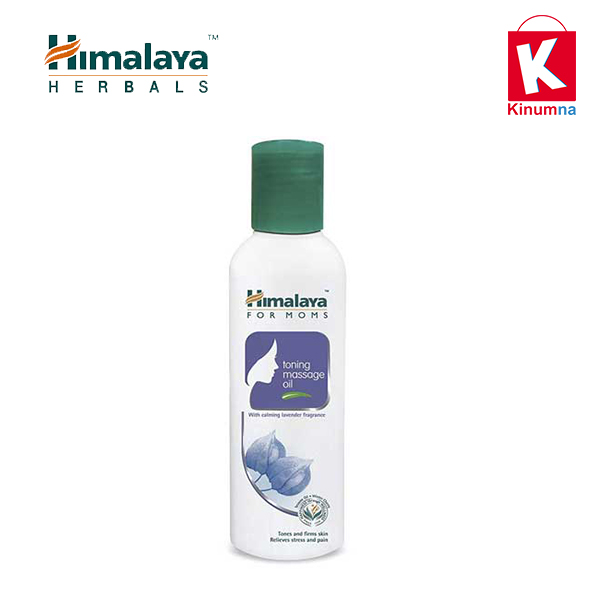 Himalaya™
HERBALS
K
Kinumna
Himalaya™
FOR MOMS
toning
massage
oil
With calming lavender fragrance
Tones and firms skin
Relieves stress and pain